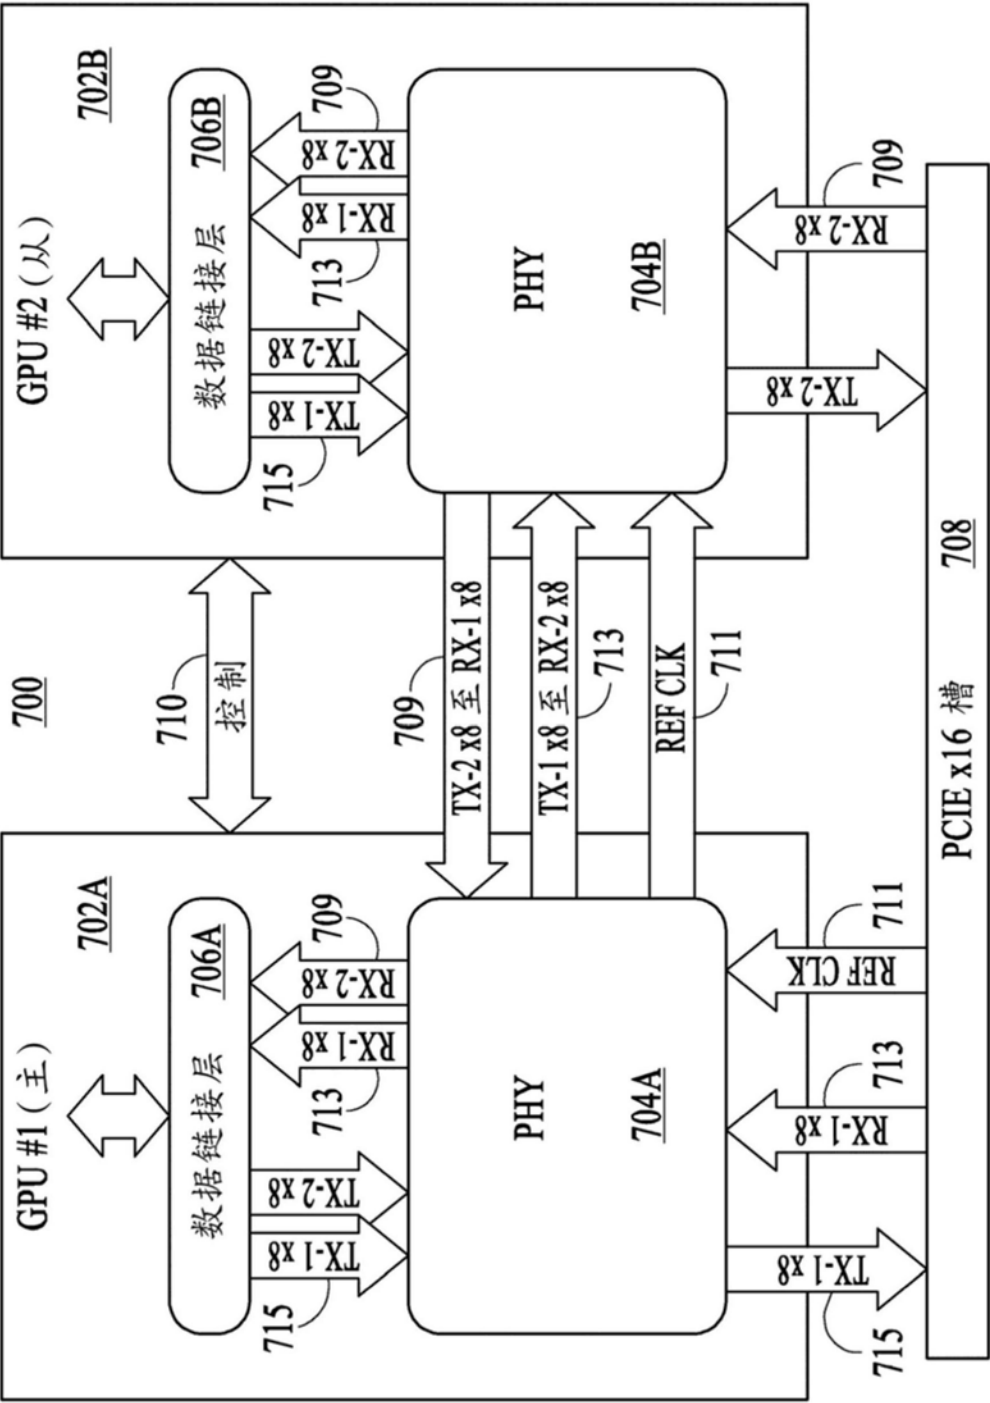 700
GPU #1 (主)
702A
数据链接层
706A
715
TX-1 x8
TX-2 x8
RX-1 x8
713
RX-2 x8
709
PHY
704A
TX-1 x8
715
RX-1 x8
713
REF CLK
711
710
控制
709
TX-2 x8 至 RX-1 x8
TX-1 x8 至 RX-2 x8
713
REF CLK
711
GPU #2 (从)
702B
数据链接层
706B
715
TX-1 x8
TX-2 x8
RX-1 x8
713
RX-2 x8
709
PHY
704B
TX-2 x8
RX-2 x8
709
PCIE x16 槽
708